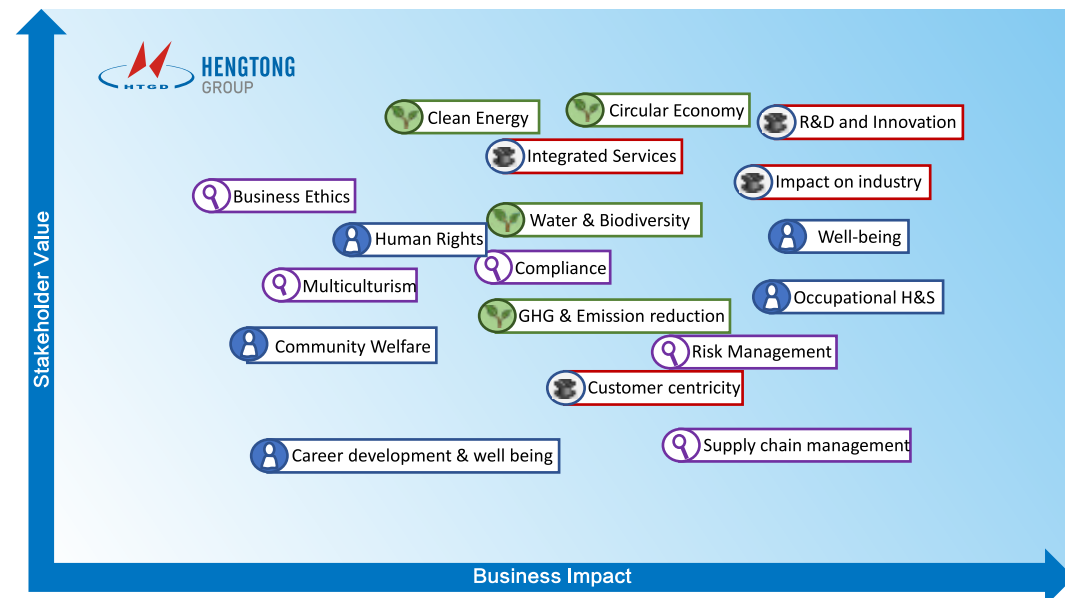 HENGTONG
GROUP
HTGD
Clean Energy
Circular Economy
R&D and Innovation
Integrated Services
Impact on industry
Business Ethics
Water & Biodiversity
Human Rights
Well-being
Compliance
Multiculturism
Occupational H&S
GHG & Emission reduction
Community Welfare
Risk Management
Customer centricity
Supply chain management
Career development & well being
Stakeholder Value
Business Impact